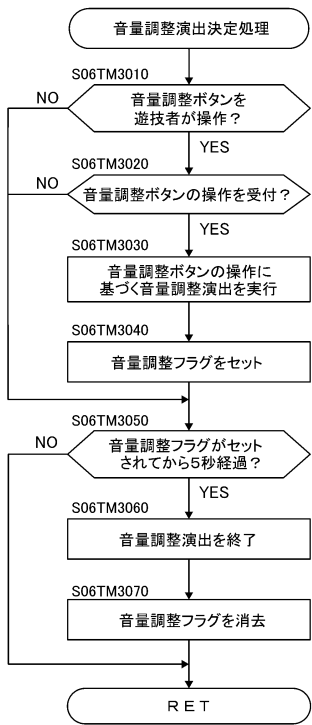 音量調整演出決定処理
S06TM3010
NO
音量調整ボタンを
遊技者が操作？
YES
S06TM3020
NO
音量調整ボタンの操作を受付？
YES
S06TM3030
音量調整ボタンの操作に
基づく音量調整演出を実行
S06TM3040
音量調整フラグをセット
S06TM3050
NO
音量調整フラグがセット
されてから5秒経過？
YES
S06TM3060
音量調整演出を終了
S06TM3070
音量調整フラグを消去
ＲＥＴ